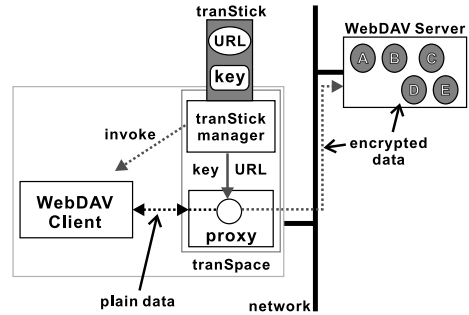 tranStick
URL
key
WebDAV Server
A B C
D E
tranStick
manager
invoke
encrypted
data
key URL
WebDAV
Client
proxy
tranSpace
plain data
network